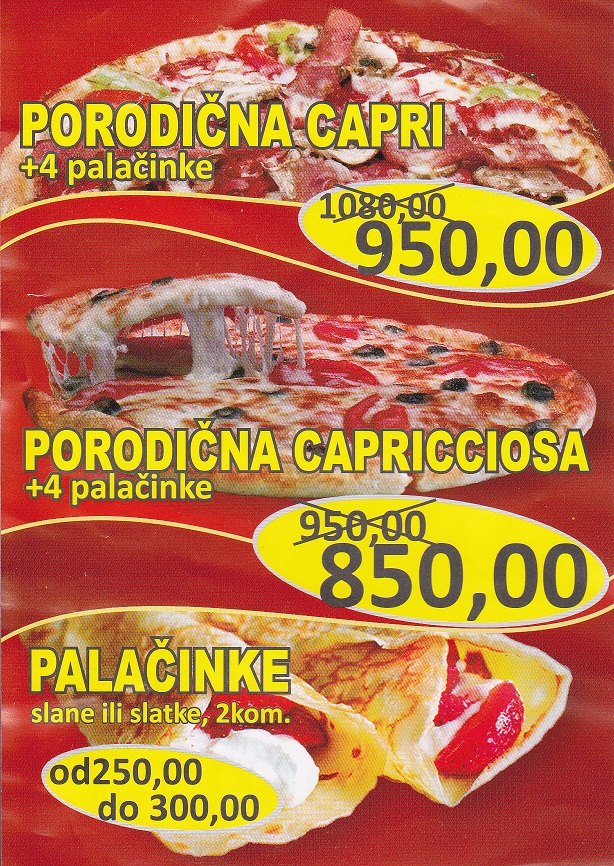 PORODIČNA CAPRI
+4 palačinke
1080,00
950,00
PORODIČNA CAPRICCIOSA
+4 palačinke
950,00
850,00
PALAČINKE
slane ili slatke, 2kom.
od250,00
do 300,00